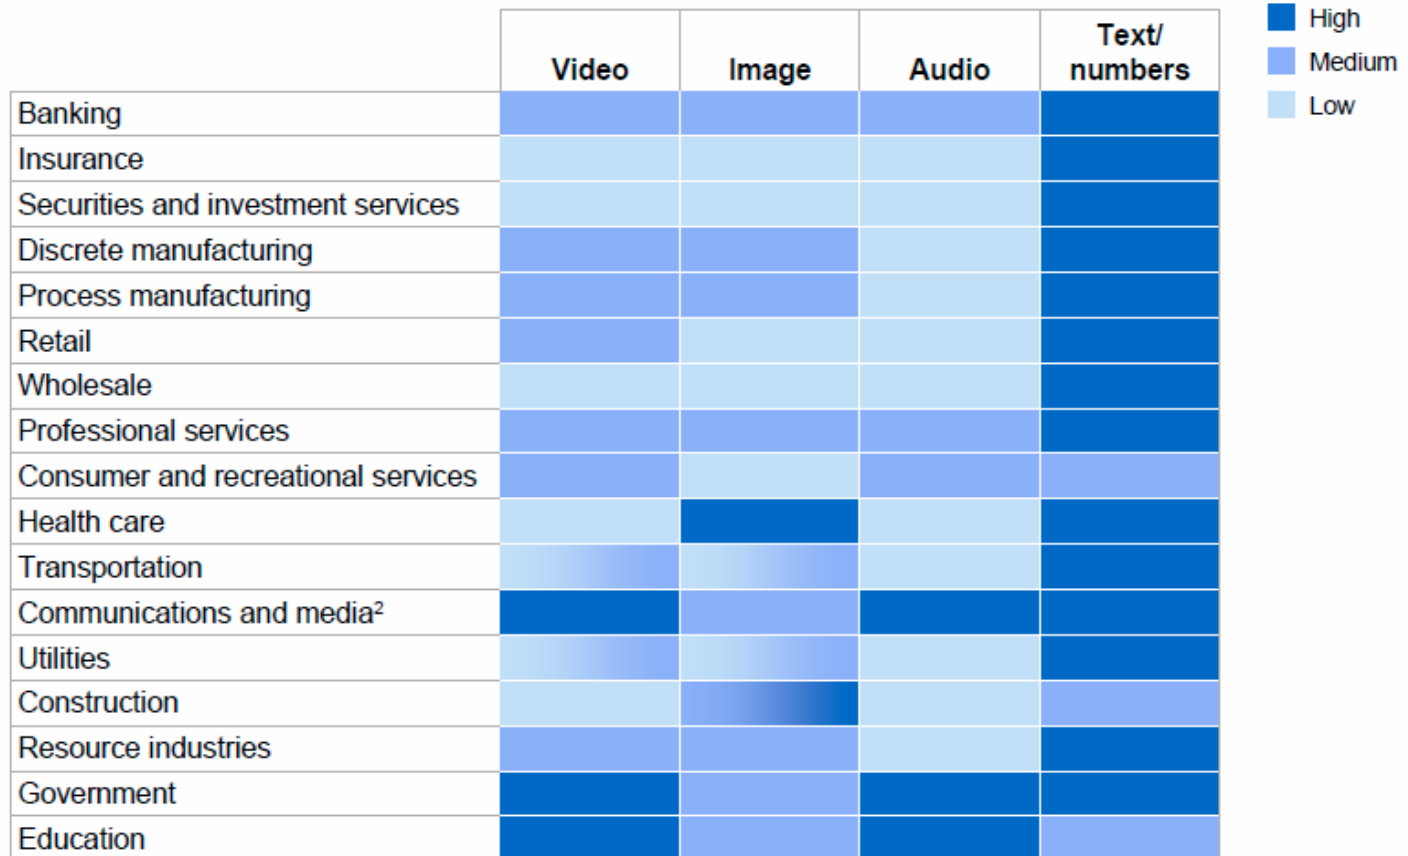 Video Image Audio Text/
numbers
High
Medium
Low
Banking
Insurance
Securities and investment services
Discrete manufacturing
Process manufacturing
Retail
Wholesale
Professional services
Consumer and recreational services
Health care
Transportation
Communications and media²
Utilities
Construction
Resource industries
Government
Education